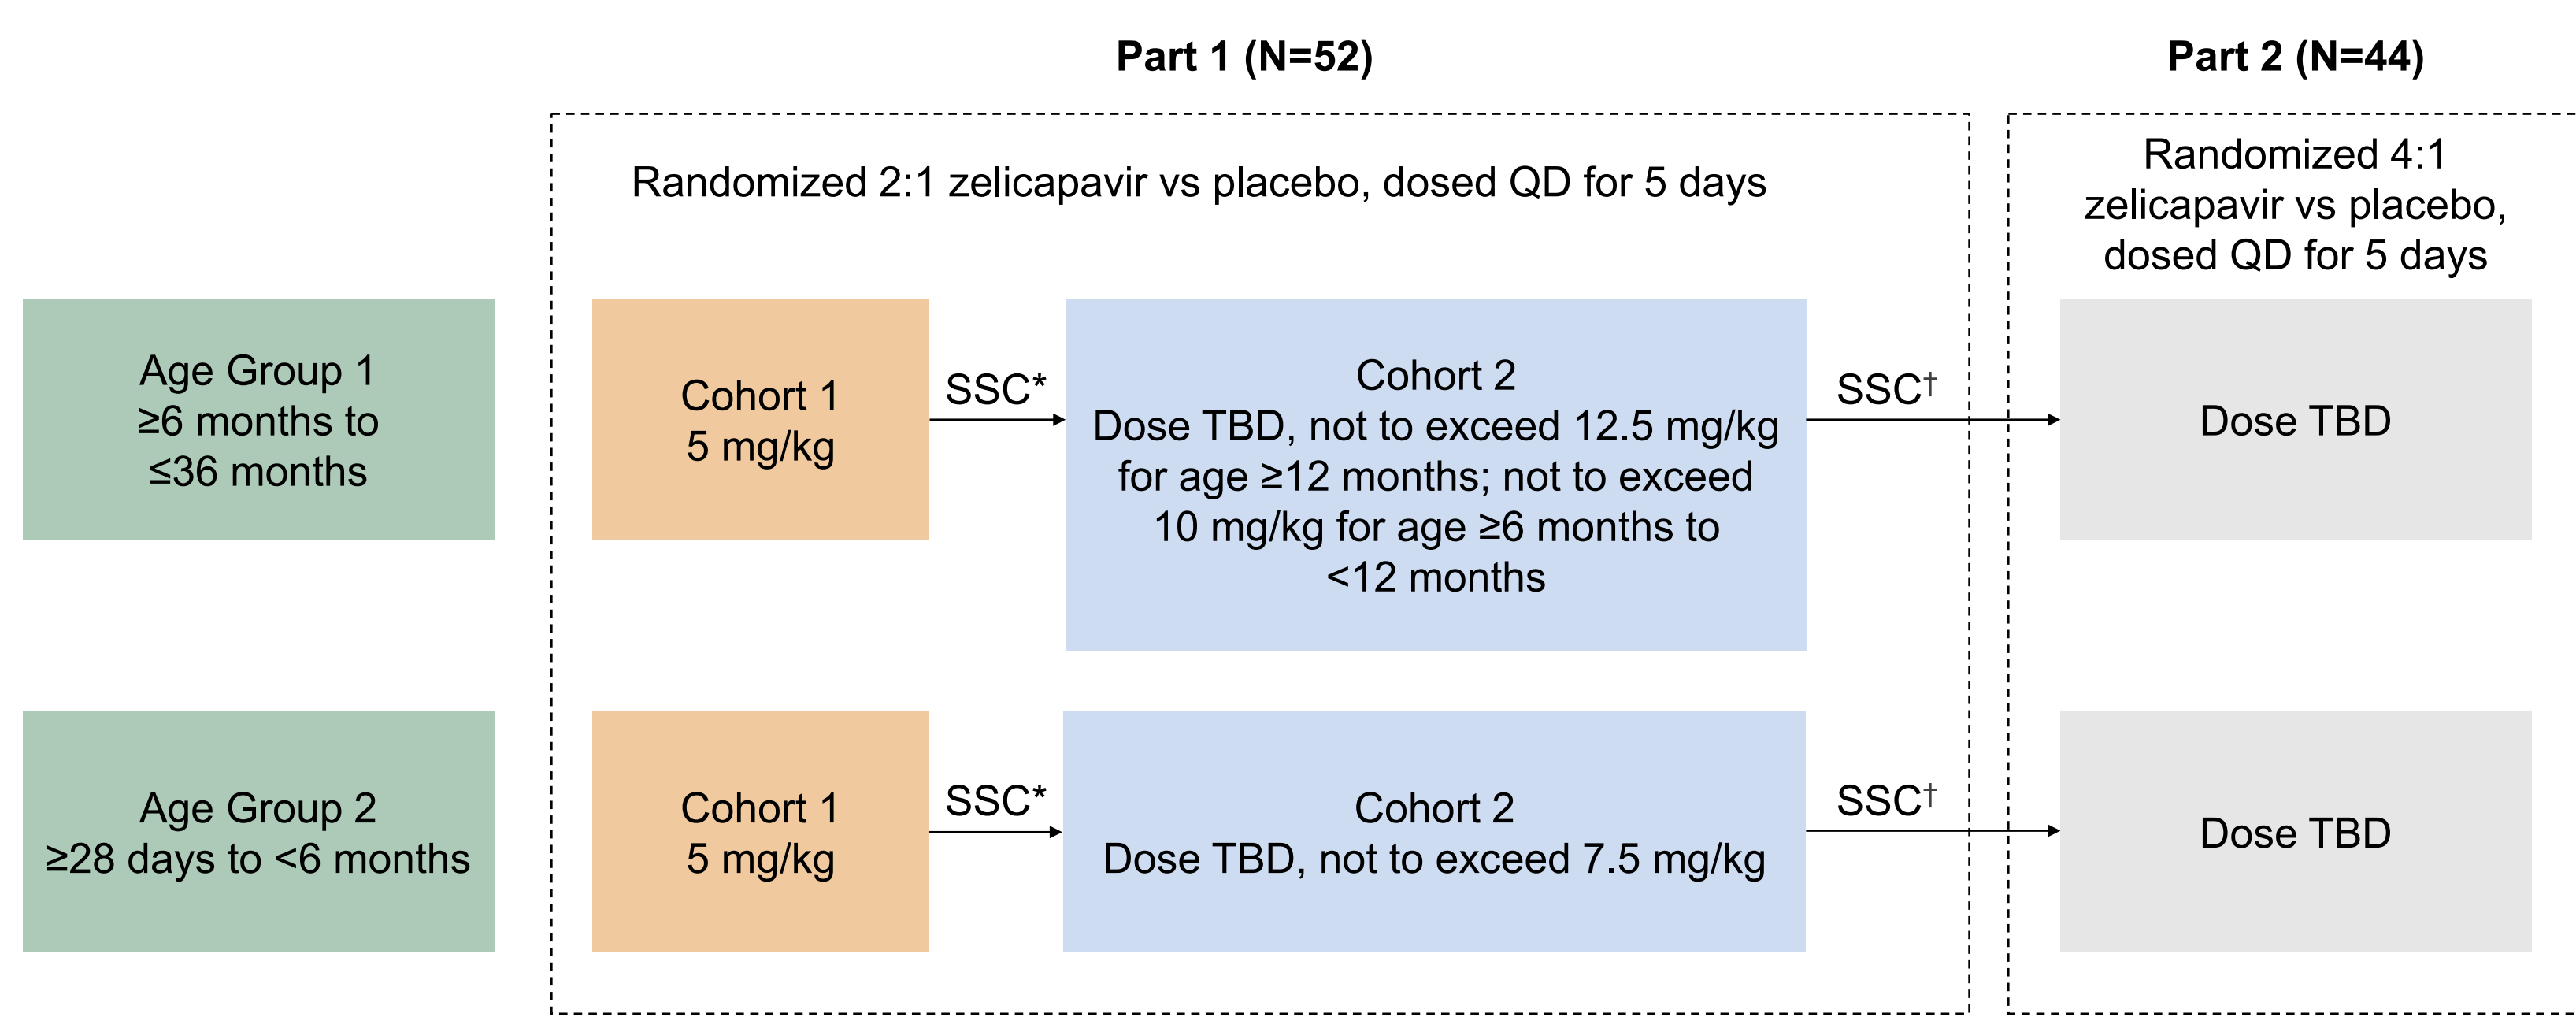 Part 1 (N=52)
Part 2 (N=44)
Randomized 2:1 zelicapavir vs placebo, dosed QD for 5 days
Randomized 4:1
zelicapavir vs placebo,
dosed QD for 5 days
Age Group 1
≥6 months to
≤36 months
Cohort 1
5 mg/kg
SSC*
Cohort 2
Dose TBD, not to exceed 12.5 mg/kg
for age ≥12 months; not to exceed
10 mg/kg for age ≥6 months to
<12 months
SSC†
Dose TBD
Age Group 2
≥28 days to <6 months
Cohort 1
5 mg/kg
SSC*
Cohort 2
Dose TBD, not to exceed 7.5 mg/kg
SSC†
Dose TBD